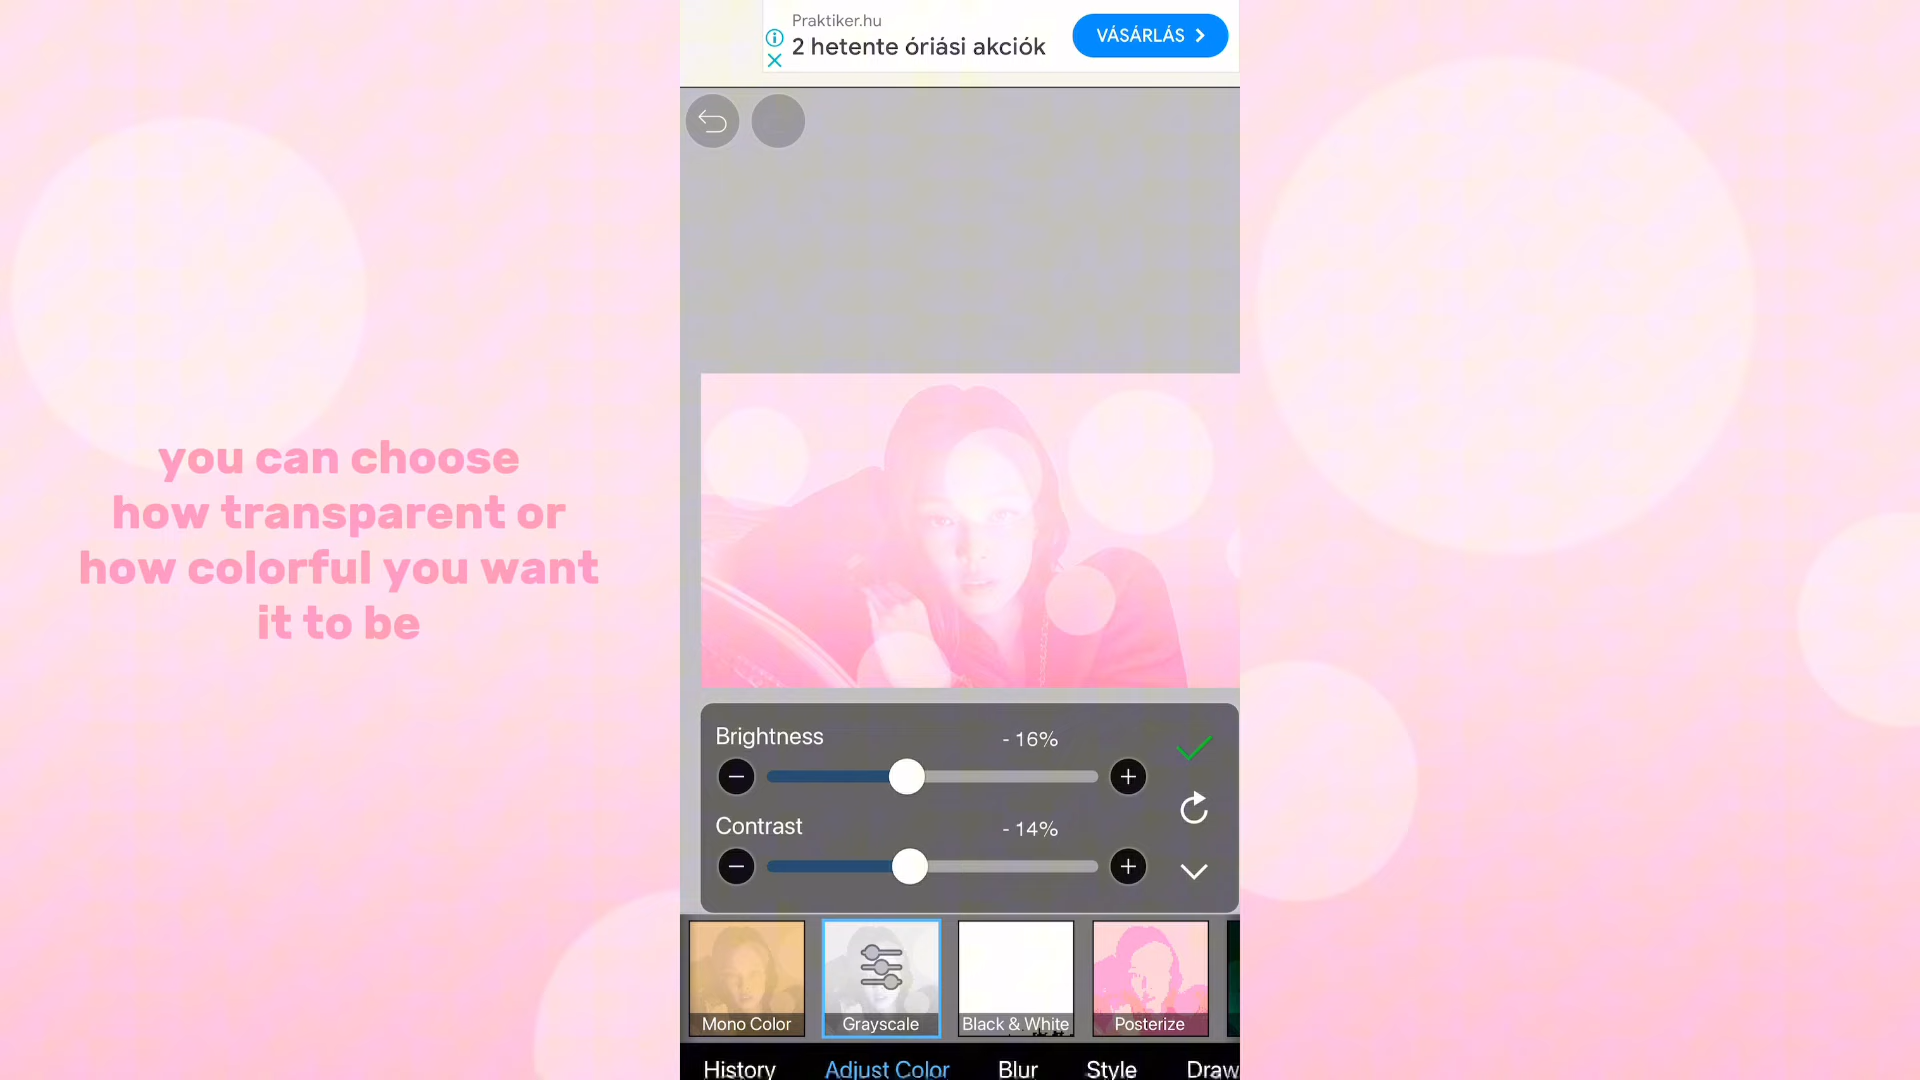 Praktiker.hu
2 hetente óriási akciók
VÁSÁRLÁS
you can choose
how transparent or
how colorful you want
it to be
Brightness
- 16%
Contrast
- 14%
Mono Color
Grayscale
Black & White
Posterize
History
Adjust Color
Blur
Style
Draw